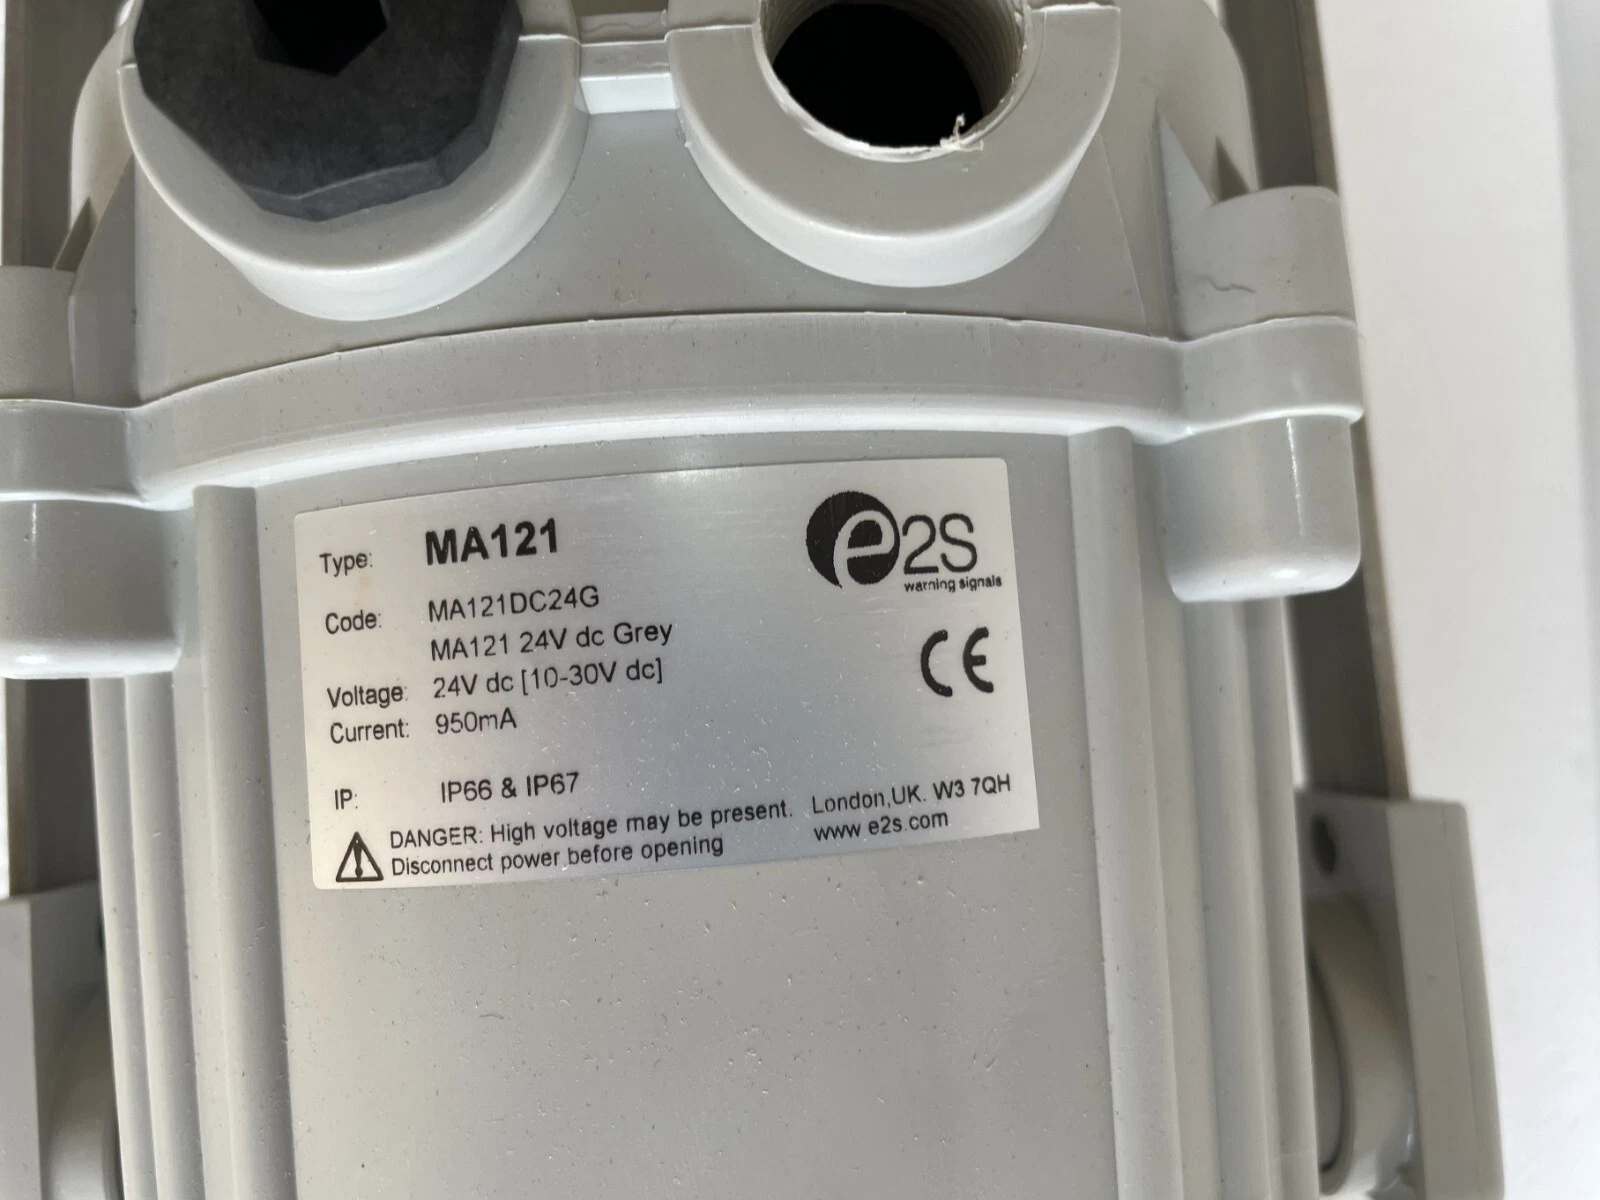 Type: MA121
e2s
warning signals
Code: MA121DC24G
MA121 24V dc Grey
Voltage: 24V dc [10-30V dc]
Current: 950mA
CE
IP: IP66 & IP67
DANGER: High voltage may be present.
Disconnect power before opening
London,UK. W3 7QH
www e2s.com